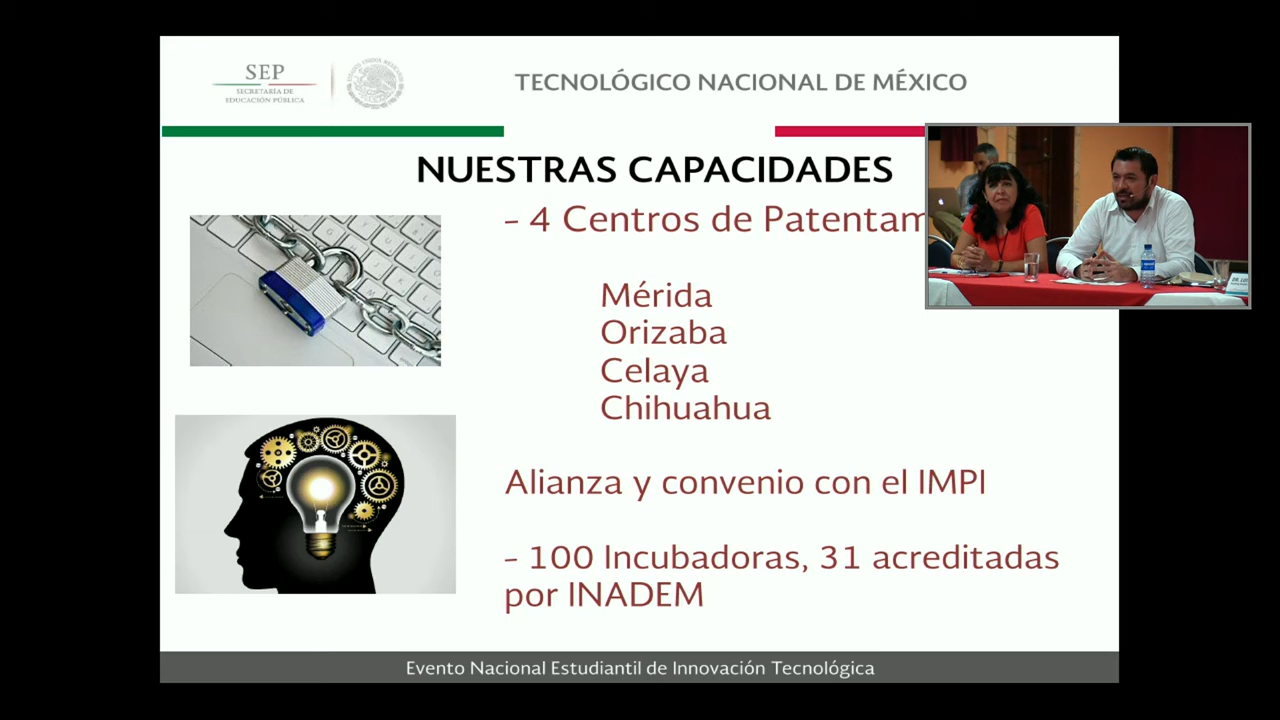 SEP
SECRETARÍA DE
EDUCACIÓN PÚBLICA
TECNOLÓGICO NACIONAL DE MÉXICO
NUESTRAS CAPACIDADES
– 4 Centros de Patentam
Mérida
Orizaba
Celaya
Chihuahua
Alianza y convenio con el IMPI
– 100 Incubadoras, 31 acreditadas
por INADEM
Evento Nacional Estudiantil de Innovación Tecnológica